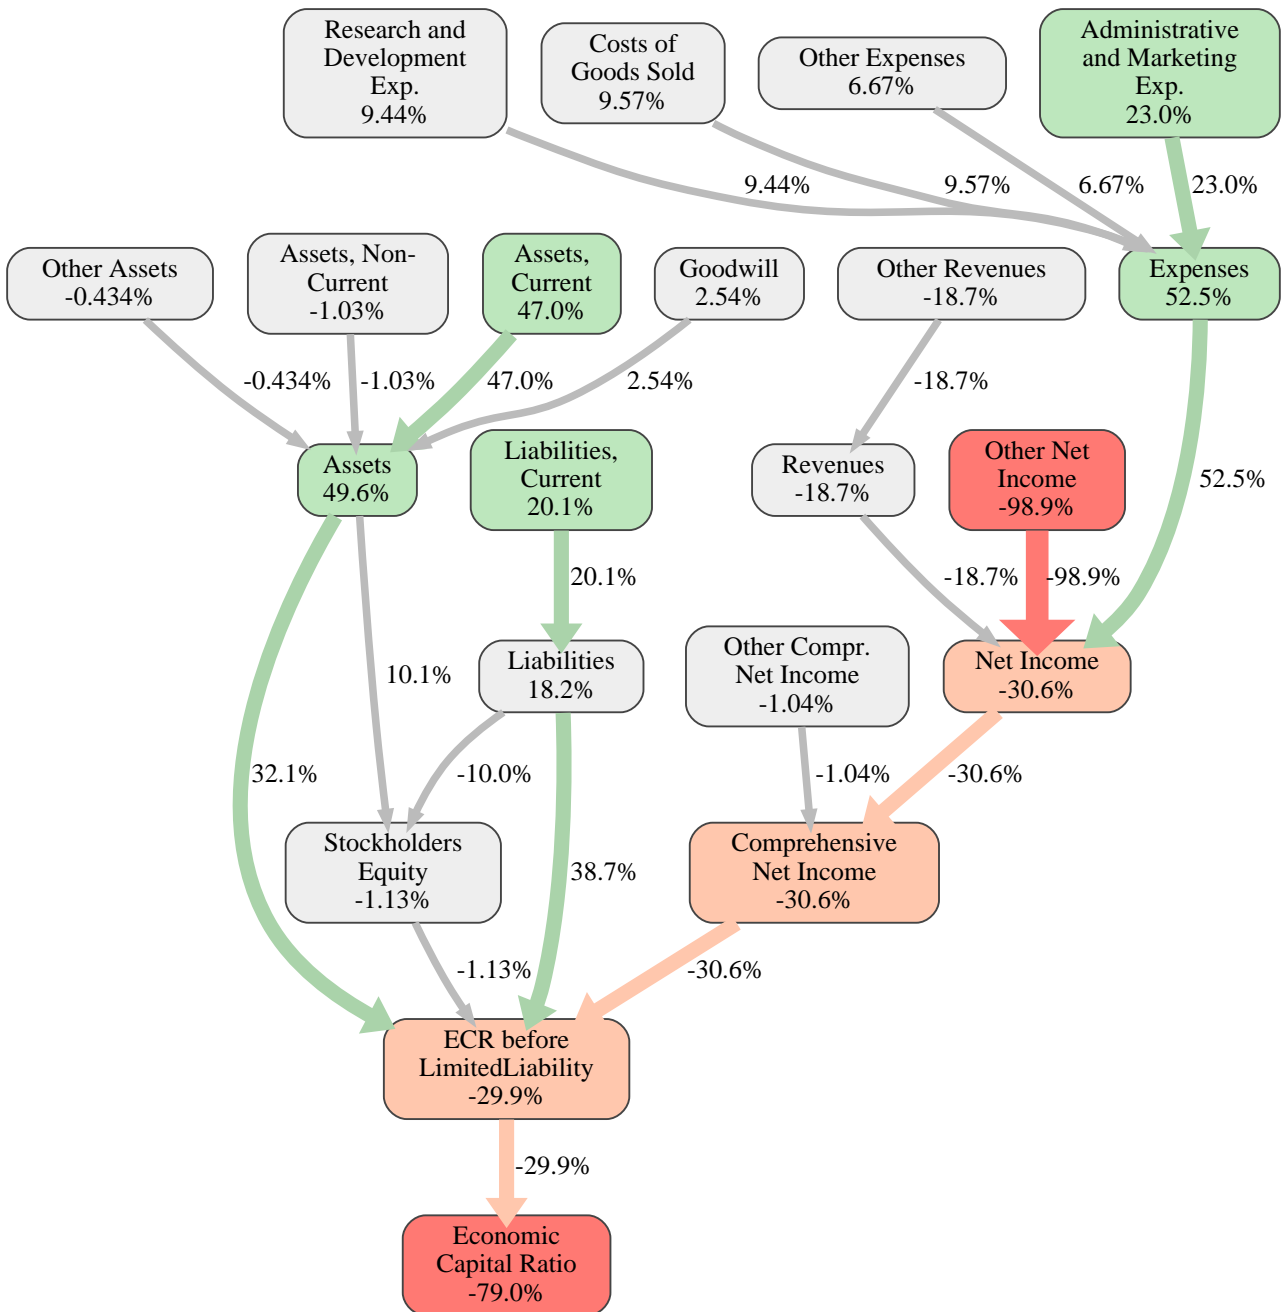 Research and
Development
Exp.
9.44%
Costs of
Goods Sold
9.57%
Other Expenses
6.67%
Administrative
and Marketing
Exp.
23.0%
9.44%
9.57%
6.67%
23.0%
Other Assets
-0.434%
Assets, Non-
Current
-1.03%
Assets,
Current
47.0%
Goodwill
2.54%
Other Revenues
-18.7%
Expenses
52.5%
-0.434%
-1.03%
47.0%
2.54%
-18.7%
Assets
49.6%
Liabilities,
Current
20.1%
Revenues
-18.7%
Other Net
Income
-98.9%
52.5%
20.1%
-18.7%
-98.9%
10.1%
Liabilities
18.2%
Other Compr.
Net Income
-1.04%
Net Income
-30.6%
32.1%
-10.0%
-1.04%
-30.6%
Stockholders
Equity
-1.13%
38.7%
Comprehensive
Net Income
-30.6%
-1.13%
-30.6%
ECR before
LimitedLiability
-29.9%
-29.9%
Economic
Capital Ratio
-79.0%